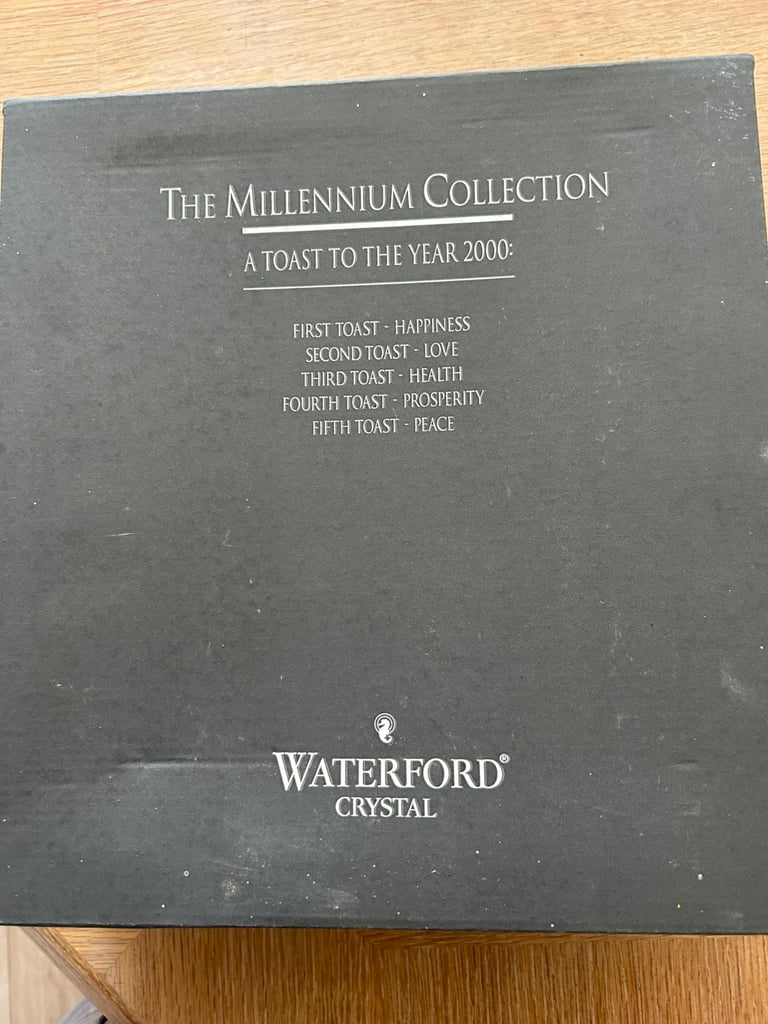 THE MILLENNIUM COLLECTION
A TOAST TO THE YEAR 2000:
FIRST TOAST - HAPPINESS
SECOND TOAST - LOVE
THIRD TOAST - HEALTH
FOURTH TOAST - PROSPERITY
FIFTH TOAST - PEACE
WATERFORD®
CRYSTAL